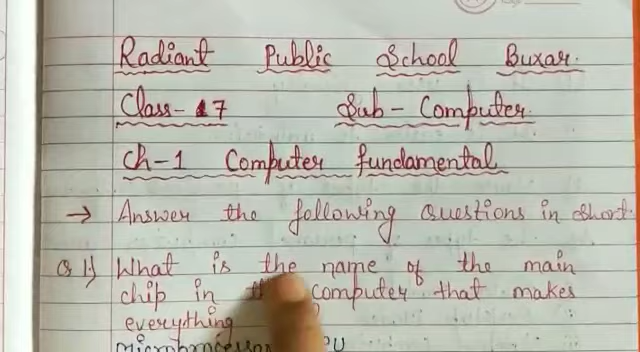 Radiant Public School Buxar.
Class-7 Sub-Computer.
Ch-1 Computer fundamental
→ Answer the following Questions in short.
Q 1) What is the name of the main
chip in computer that makes
everything